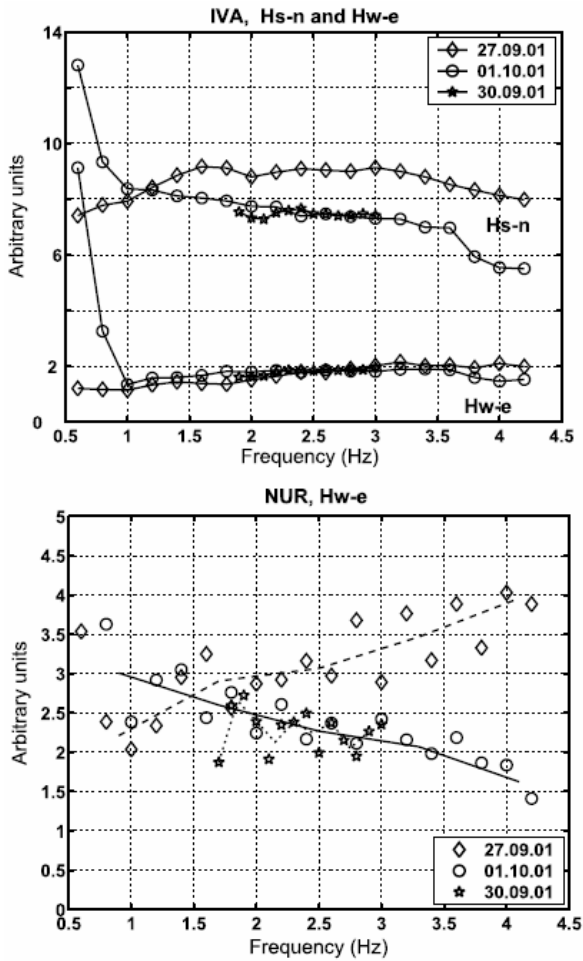 IVA, Hs-n and Hw-e
14
10
6
2
0
Arbitrary units
27.09.01
01.10.01
30.09.01
Hs-n
Hw-e
0.5 1 1.5 2 2.5 3 3.5 4 4.5
Frequency (Hz)
NUR, Hw-e
5
4.5
4
3.5
3
2.5
2
1.5
1
0.5
0
Arbitrary units
27.09.01
01.10.01
30.09.01
0.5 1 1.5 2 2.5 3 3.5 4 4.5
Frequency (Hz)